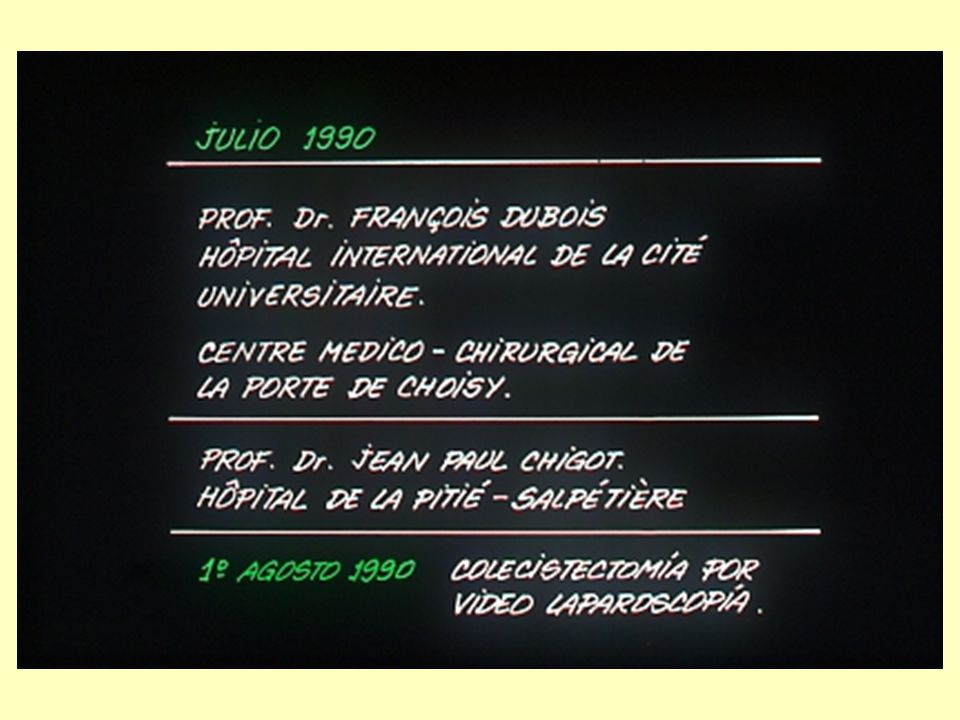 JULIO 1990
PROF. Dr. FRANÇOIS DUBOIS
HÔPITAL INTERNATIONAL DE LA CITÉ
UNIVERSITAIRE.
CENTRE MEDICO - CHIRURGICAL DE
LA PORTE DE CHOISY.
PROF. Dr. JEAN PAUL CHIGOT.
HÔPITAL DE LA PITIÉ - SALPÉTIÈRE
1º AGOSTO 1990 COLECISTECTOMÍA POR
VIDEO LAPAROSCOPÍA.